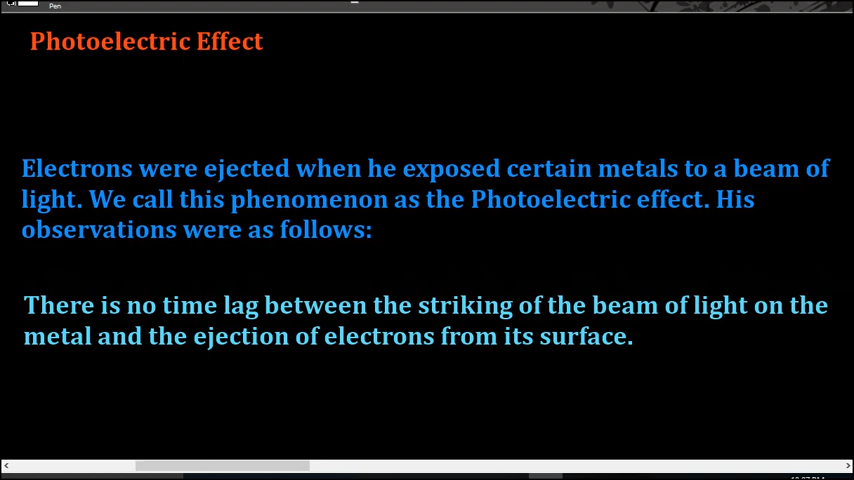 Pen
Photoelectric Effect
Electrons were ejected when he exposed certain metals to a beam of
light. We call this phenomenon as the Photoelectric effect. His
observations were as follows:
There is no time lag between the striking of the beam of light on the
metal and the ejection of electrons from its surface.